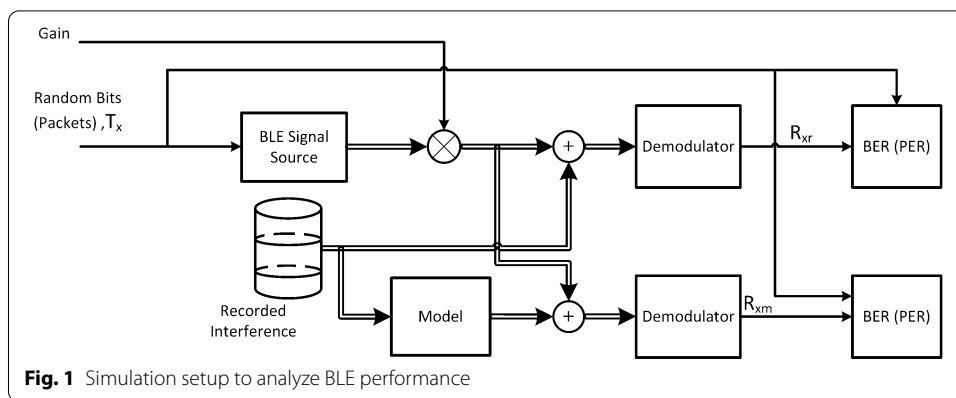 Gain
Random Bits
(Packets) ,Tx
BLE Signal
Source
+
Demodulator
Rxr
BER (PER)
Recorded
Interference
Model
+
Demodulator
Rxm
BER (PER)
Fig. 1 Simulation setup to analyze BLE performance